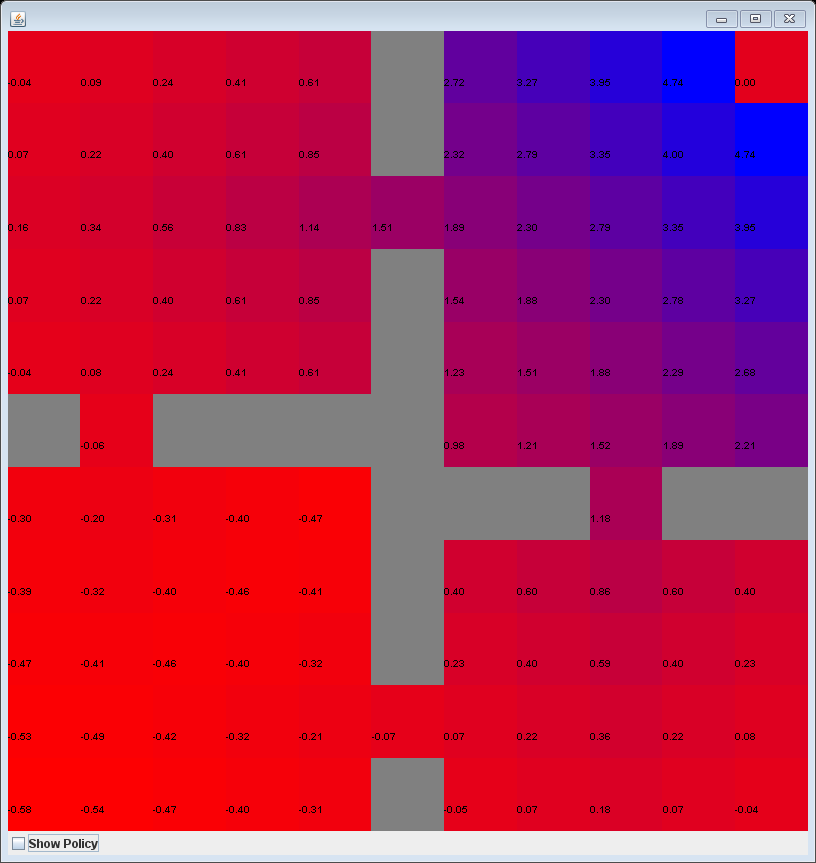 -0.04 0.09 0.24 0.41 0.61 2.72 3.27 3.95 4.74 0.00
0.07 0.22 0.40 0.61 0.85 2.32 2.79 3.35 4.00 4.74
0.16 0.34 0.56 0.83 1.14 1.51 1.89 2.30 2.79 3.35 3.95
0.07 0.22 0.40 0.61 0.85 1.54 1.88 2.30 2.78 3.27
-0.04 0.08 0.24 0.41 0.61 1.23 1.51 1.86 2.29 2.68
-0.06 0.98 1.21 1.52 1.89 2.21
-0.30 -0.20 -0.31 -0.40 -0.47 1.18
-0.39 -0.32 -0.40 -0.46 -0.41 0.40 0.60 0.86 0.60 0.40
-0.47 -0.41 -0.46 -0.40 -0.32 0.23 0.40 0.59 0.40 0.23
-0.53 -0.49 -0.42 -0.32 -0.21 -0.07 0.07 0.22 0.36 0.22 0.08
-0.58 -0.54 -0.47 -0.40 -0.31 -0.05 0.07 0.18 0.07 -0.04
Show Policy